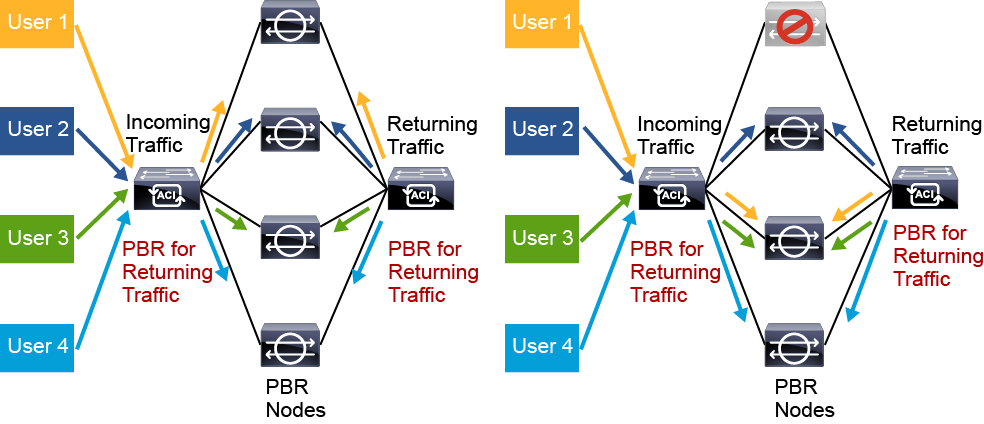 User 1
User 2
User 3
User 4
Incoming
Traffic
Returning
Traffic
ACI
ACI
PBR for
Returning
Traffic
PBR for
Returning
Traffic
PBR
Nodes
User 1
User 2
User 3
User 4
Incoming
Traffic
Returning
Traffic
ACI
ACI
PBR for
Returning
Traffic
PBR for
Returning
Traffic
PBR
Nodes